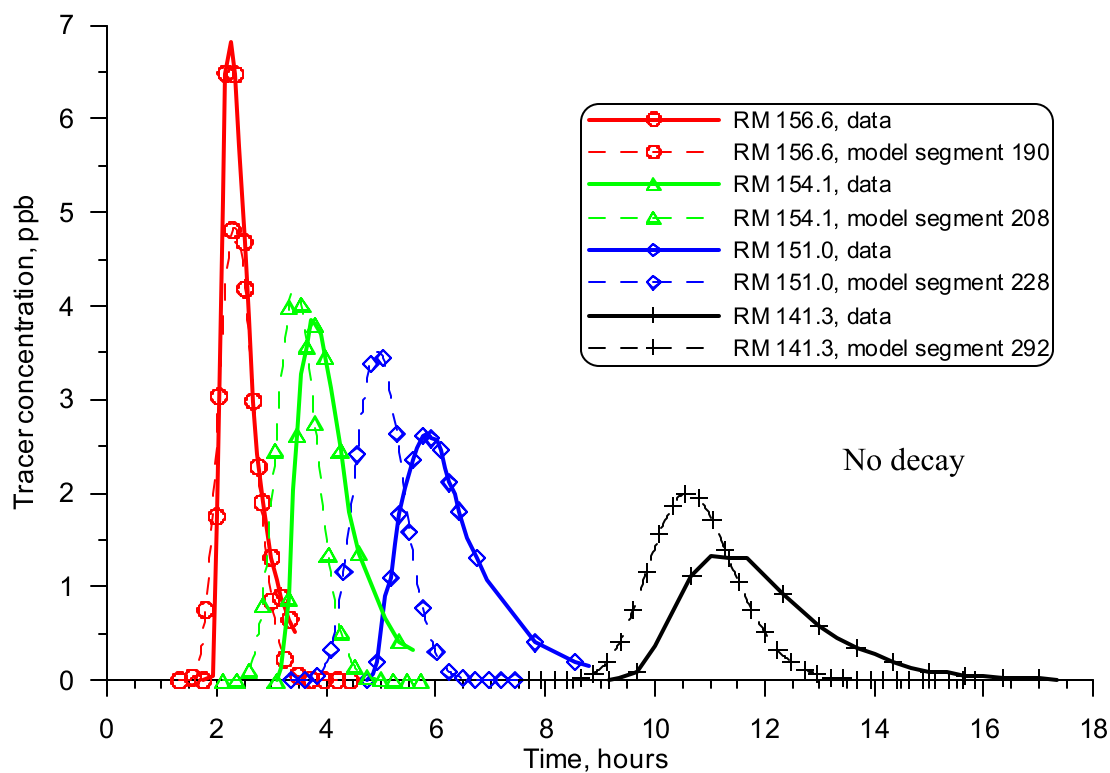 7
6
5
4
3
2
1
0
Tracer concentration, ppb
RM 156.6, data
RM 156.6, model segment 190
RM 154.1, data
RM 154.1, model segment 208
RM 151.0, data
RM 151.0, model segment 228
RM 141.3, data
RM 141.3, model segment 292
No decay
0 2 4 6 8 10 12 14 16 18
Time, hours